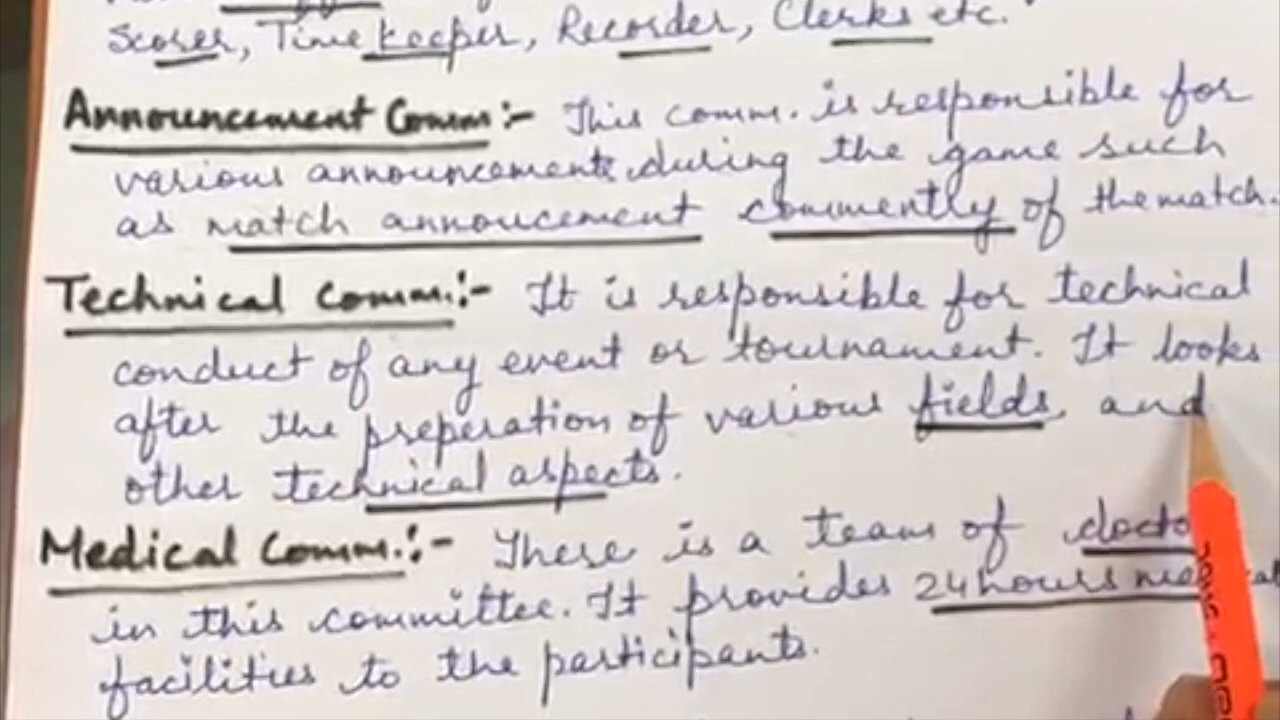 Scorer, Time keeper, Recorder, Clerks etc.
Announcement Comm:- This comm. is responsible for
various announcements during the game such
as match annoucement commently of the match.
Technical Comm.:- It is responsible for technical
conduct of any event or tournament. It looks
after the preperation of various fields, and
other technical aspects.
Medical Comm.:- There is a team of docto
in this committee. It provides 24 hours
facilities to the participants.